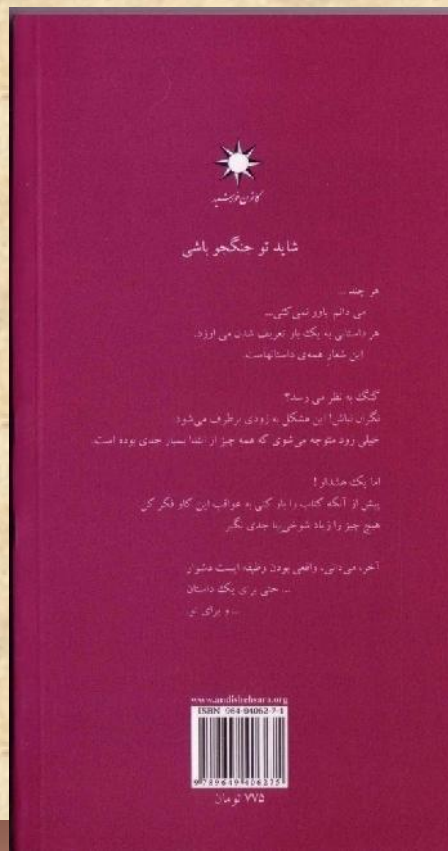 کانون خورشید
شاید تو جنگجو باشی
هر چند ...
می دانم باور نمی کنی...
هر داستانی به یک بار تعریف شدن می ارزد.
این شعار همه‌ی داستانهاست.
گنگ به نظر می رسد؟
نگران نباش! این مشکل به زودی برطرف می‌شود
خیلی زود متوجه می‌شوی که همه چیز از ابتدا بسیار جدی بوده است.
اما یک هشدار!
پیش از آنکه کتاب را باز کنی به عواقب این کار فکر کن
هیچ چیز را زیاد شوخی یا جدی نگیر
آخر، می‌دانی، واقعی بودن وظیفه ایست دشوار
... حتی برای یک داستان
... و برای تو.
www.andishehsara.org
ISBN 964-94062-7-1
9789649406275
۷۷۵ تومان